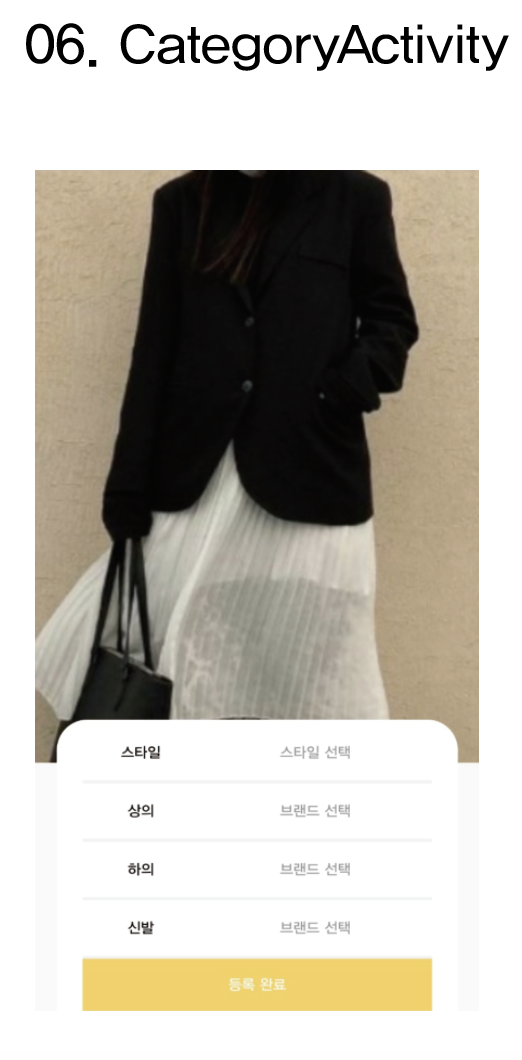 06. CategoryActivity
스타일 스타일 선택
상의 브랜드 선택
하의 브랜드 선택
신발 브랜드 선택
등록 완료